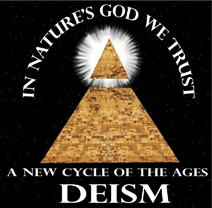 IN NATURE'S GOD WE TRUST
A NEW CYCLE OF THE AGES
DEISM